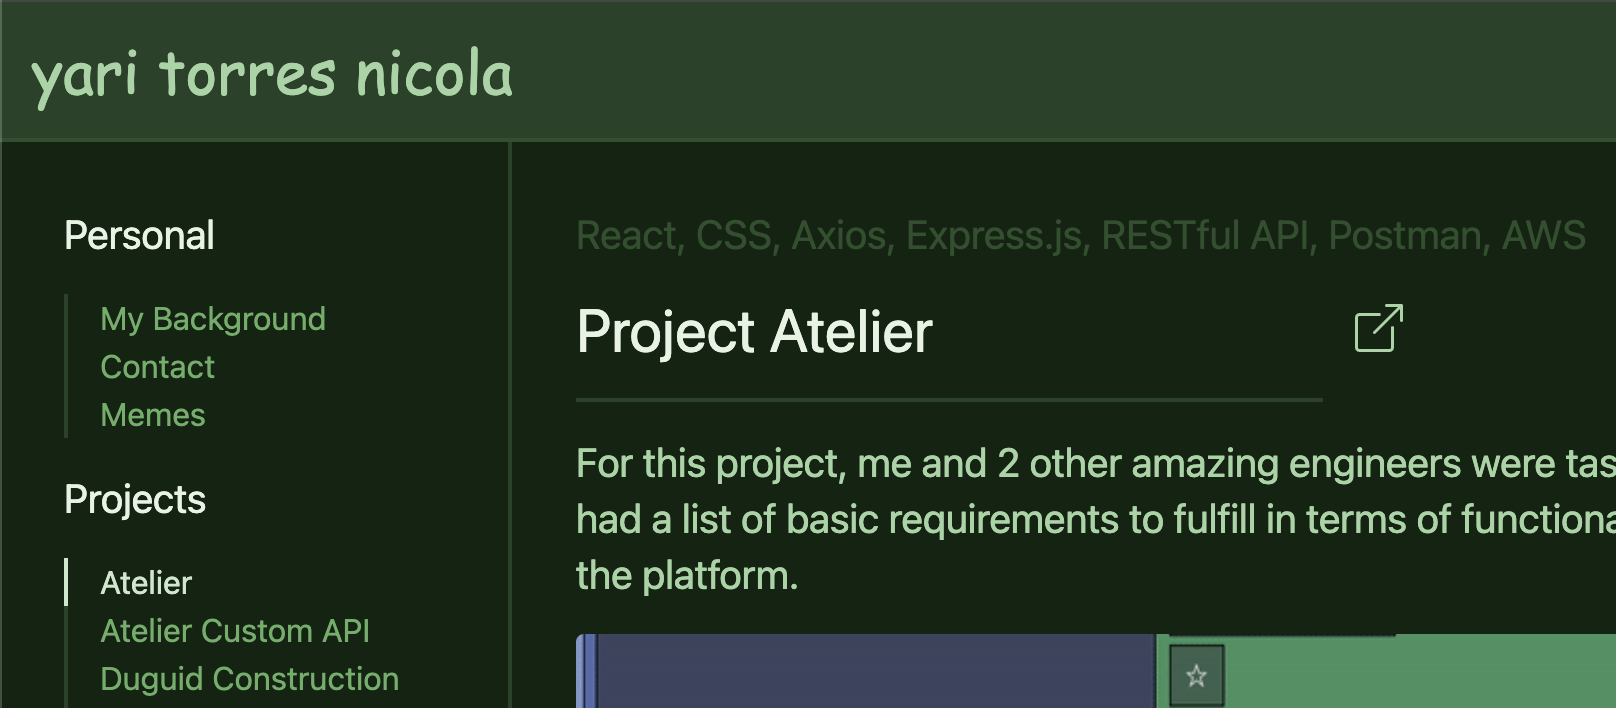 yari torres nicola
Personal
My Background
Contact
Memes
Projects
Atelier
Atelier Custom API
Duguid Construction
React, CSS, Axios, Express.js, RESTful API, Postman, AWS
Project Atelier
For this project, me and 2 other amazing engineers were tas
had a list of basic requirements to fulfill in terms of functiona
the platform.